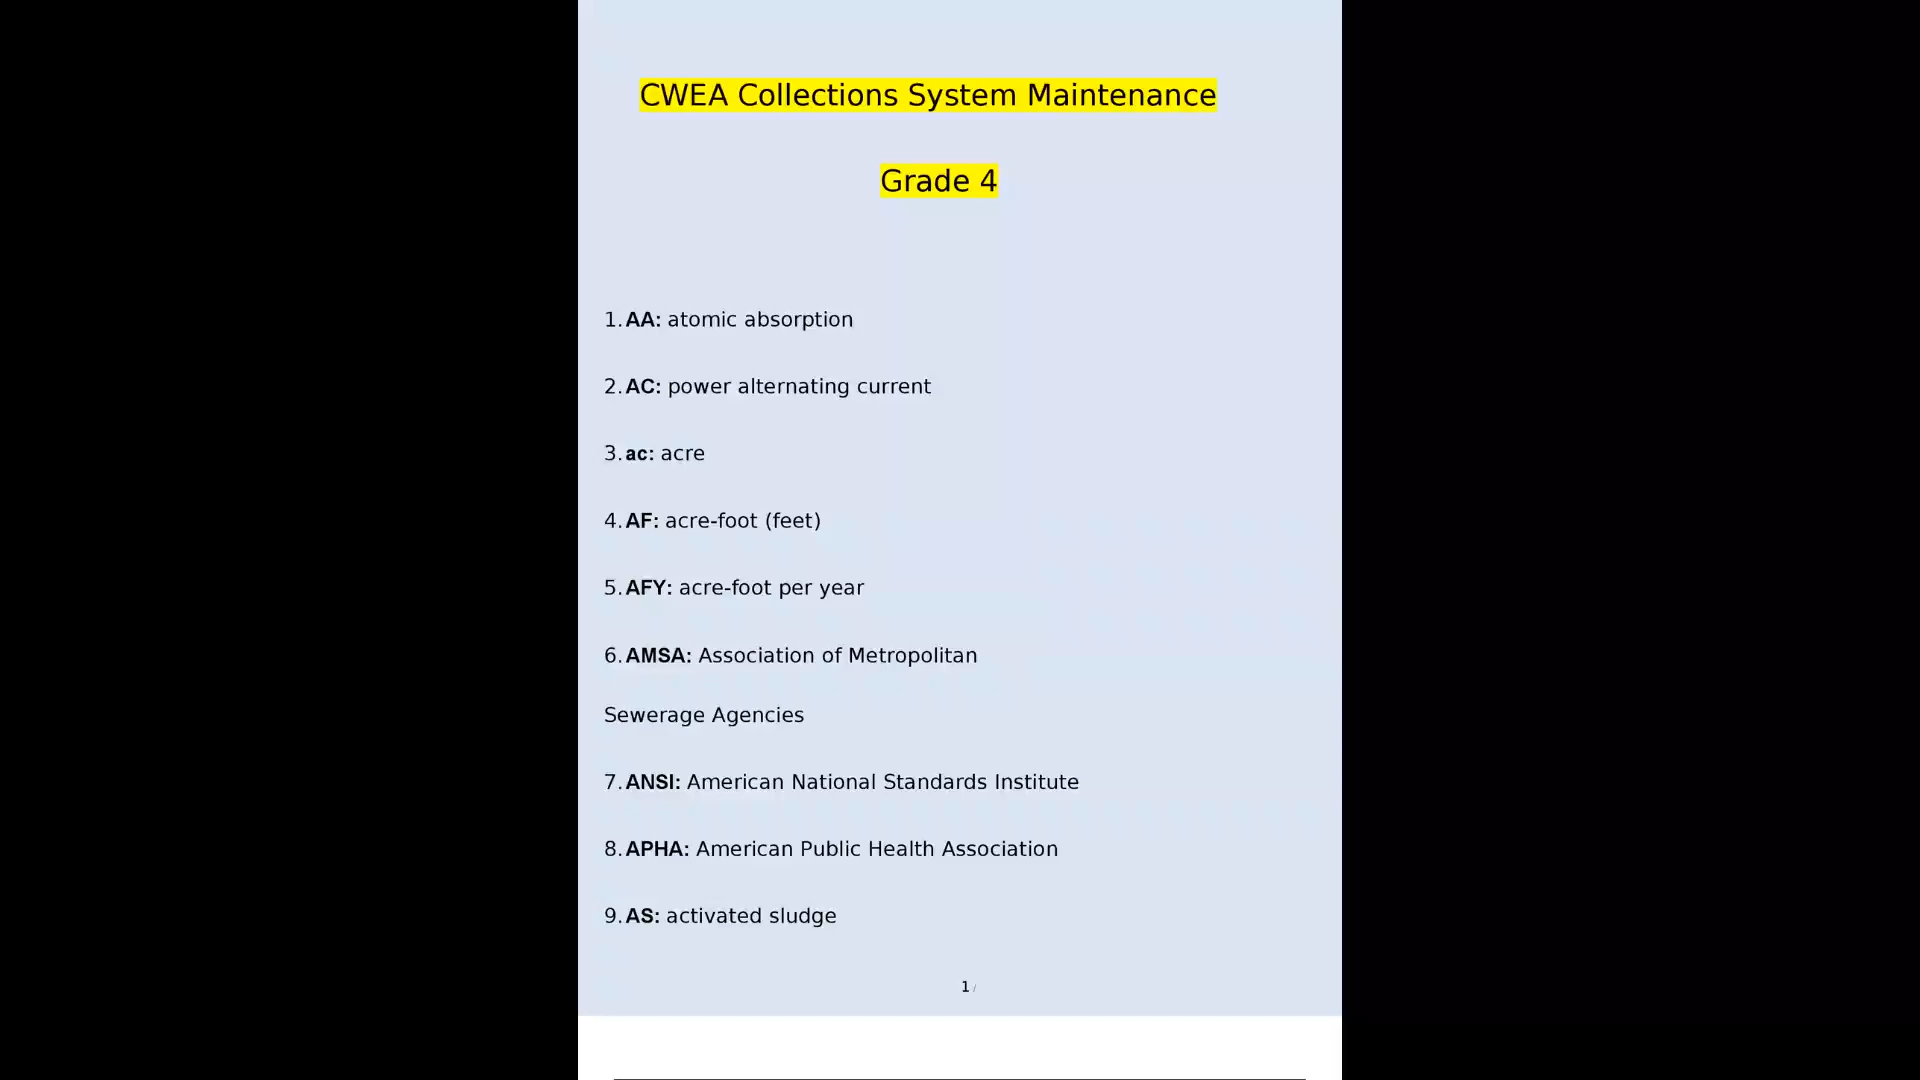 CWEA Collections System Maintenance
Grade 4
1. AA: atomic absorption
2. AC: power alternating current
3. ac: acre
4. AF: acre-foot (feet)
5. AFY: acre-foot per year
6. AMSA: Association of Metropolitan
Sewerage Agencies
7. ANSI: American National Standards Institute
8. APHA: American Public Health Association
9. AS: activated sludge
1 /